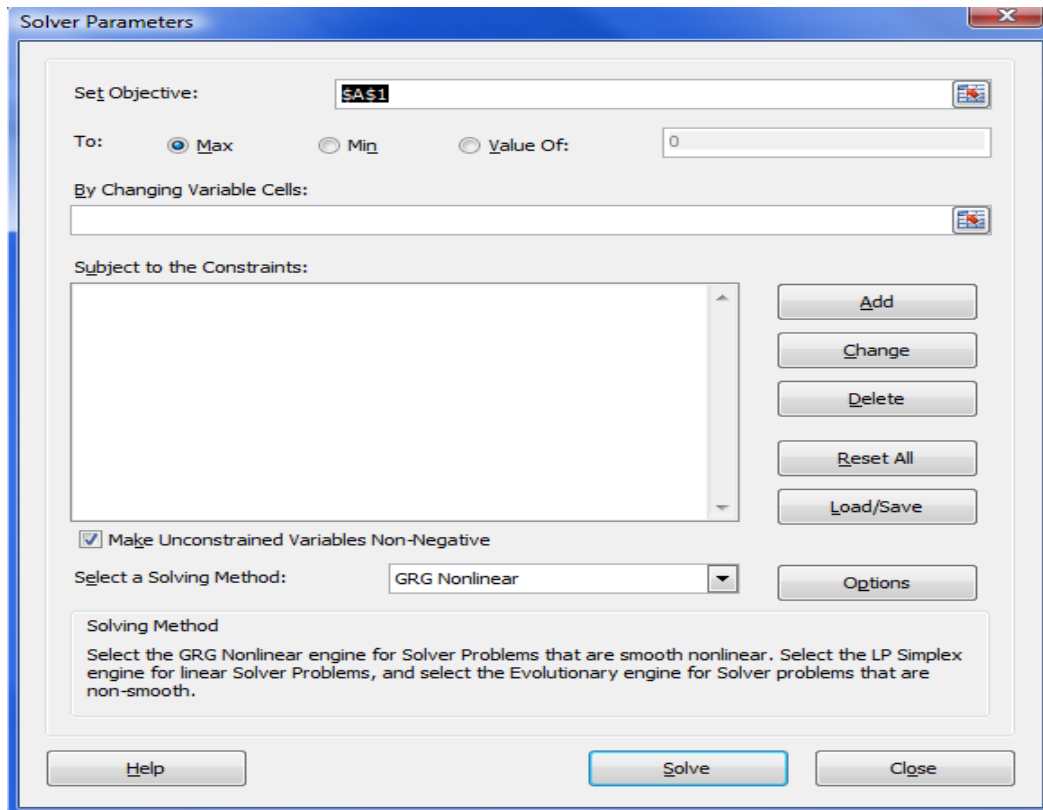 Solver Parameters
X
Set Objective:
$A$1
To:
Max
Min
Value Of:
0
By Changing Variable Cells:
Subject to the Constraints:
Add
Change
Delete
Reset All
Load/Save
Make Unconstrained Variables Non-Negative
Select a Solving Method:
GRG Nonlinear
Options
Solving Method
Select the GRG Nonlinear engine for Solver Problems that are smooth nonlinear. Select the LP Simplex
engine for linear Solver Problems, and select the Evolutionary engine for Solver problems that are
non-smooth.
Help
Solve
Close